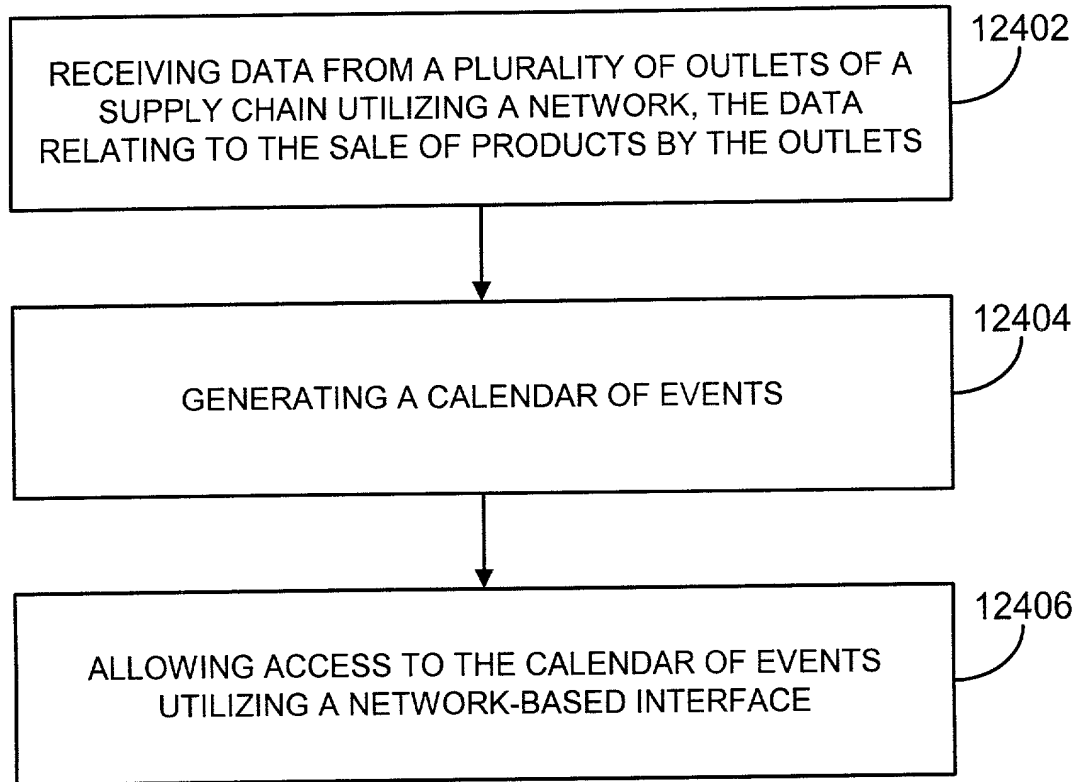 12402
RECEIVING DATA FROM A PLURALITY OF OUTLETS OF A
SUPPLY CHAIN UTILIZING A NETWORK, THE DATA
RELATING TO THE SALE OF PRODUCTS BY THE OUTLETS
12404
GENERATING A CALENDAR OF EVENTS
12406
ALLOWING ACCESS TO THE CALENDAR OF EVENTS
UTILIZING A NETWORK-BASED INTERFACE